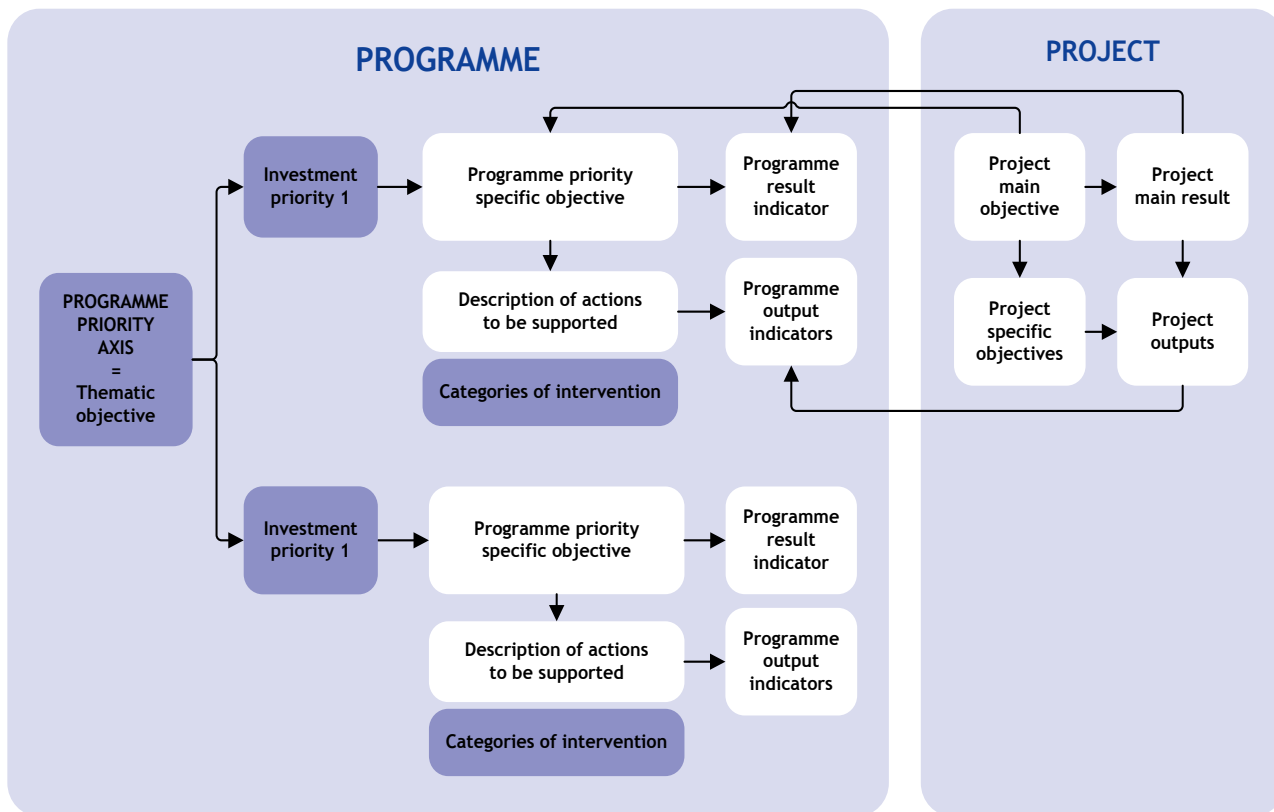 PROGRAMME
PROJECT
Investment
priority 1
Programme priority
specific objective
Programme
result
indicator
Project
main
objective
Project
main result
PROGRAMME
PRIORITY
AXIS
=
Thematic
objective
Description of actions
to be supported
Programme
output
indicators
Project
specific
objectives
Project
outputs
Categories of intervention
Investment
priority 1
Programme priority
specific objective
Programme
result
indicator
Description of actions
to be supported
Programme
output
indicators
Categories of intervention